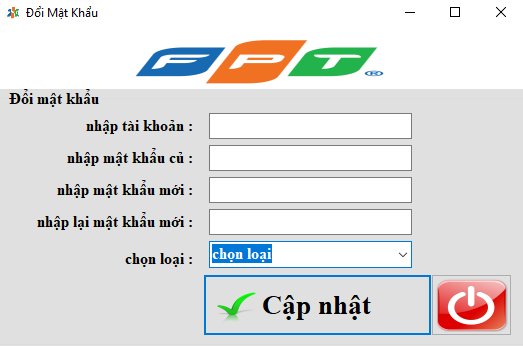 Đổi Mật Khẩu
FPT®
Đổi mật khẩu
nhập tài khoản :
nhập mật khẩu củ :
nhập mật khẩu mới :
nhập lại mật khẩu mới :
chọn loại :
chọn loại
Cập nhật